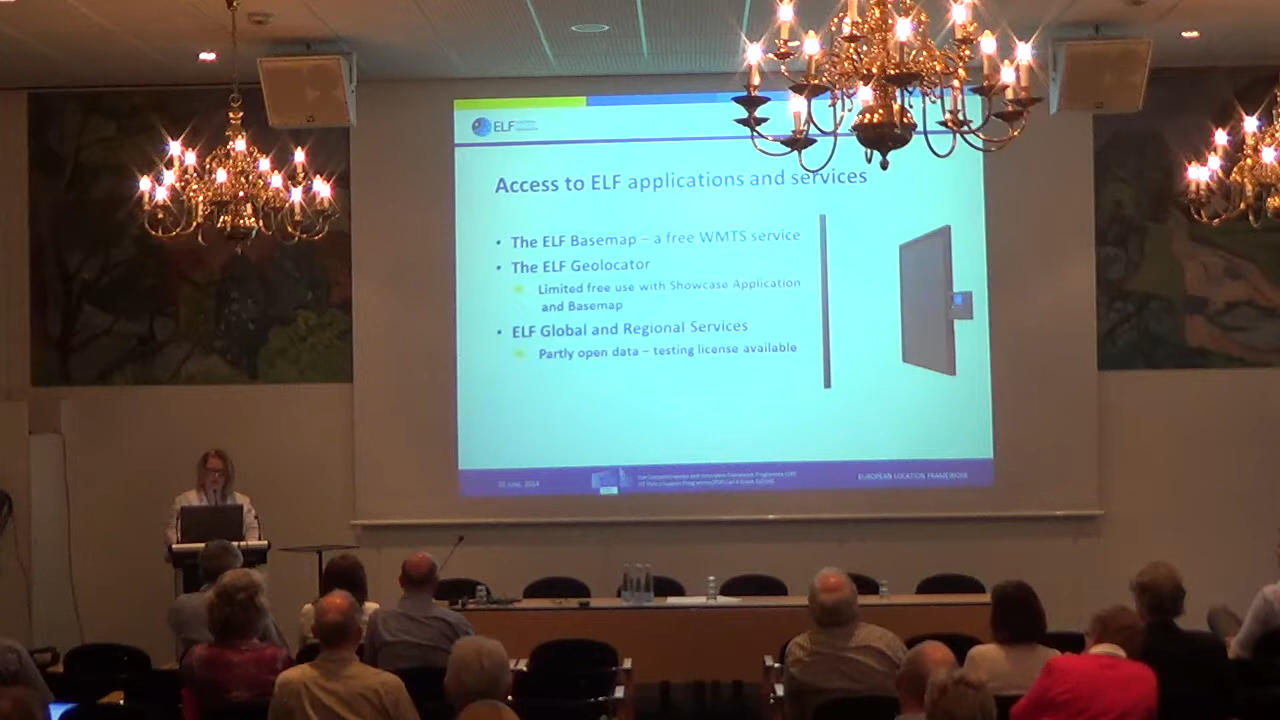 ELF
Access to ELF applications and services
• The ELF Basemap – a free WMTS service
• The ELF Geolocator
Limited free use with Showcase Application
and Basemap
• ELF Global and Regional Services
Partly open data – testing license available
2014
EUROPEAN LOCATION FRAMEWORK